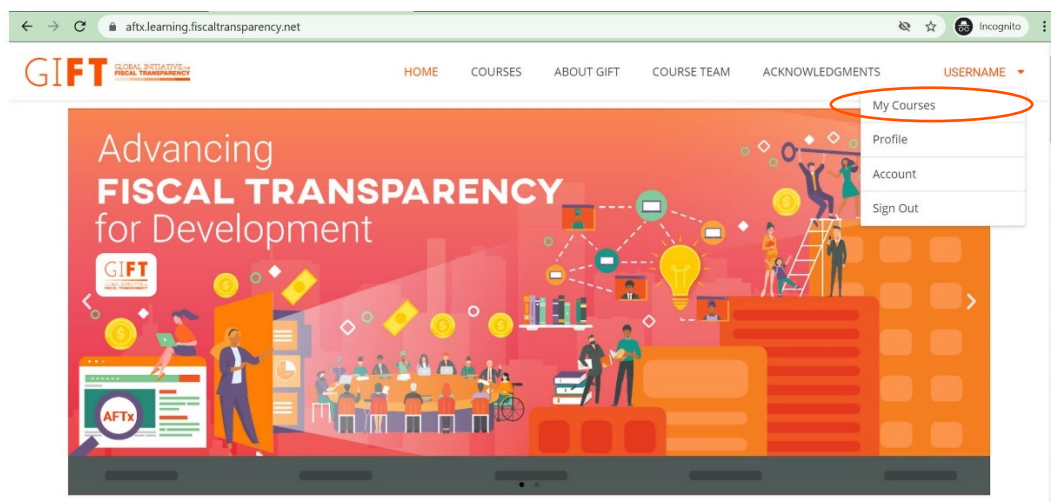 aftx.learning.fiscaltransparency.net
Incognito
GIFT GLOBAL INITIATIVE FOR
FISCAL TRANSPARENCY
HOME COURSES ABOUT GIFT COURSE TEAM ACKNOWLEDGMENTS USERNAME
My Courses
Profile
Account
Sign Out
Advancing
FISCAL TRANSPARENCY
for Development
GIFT
AFTx